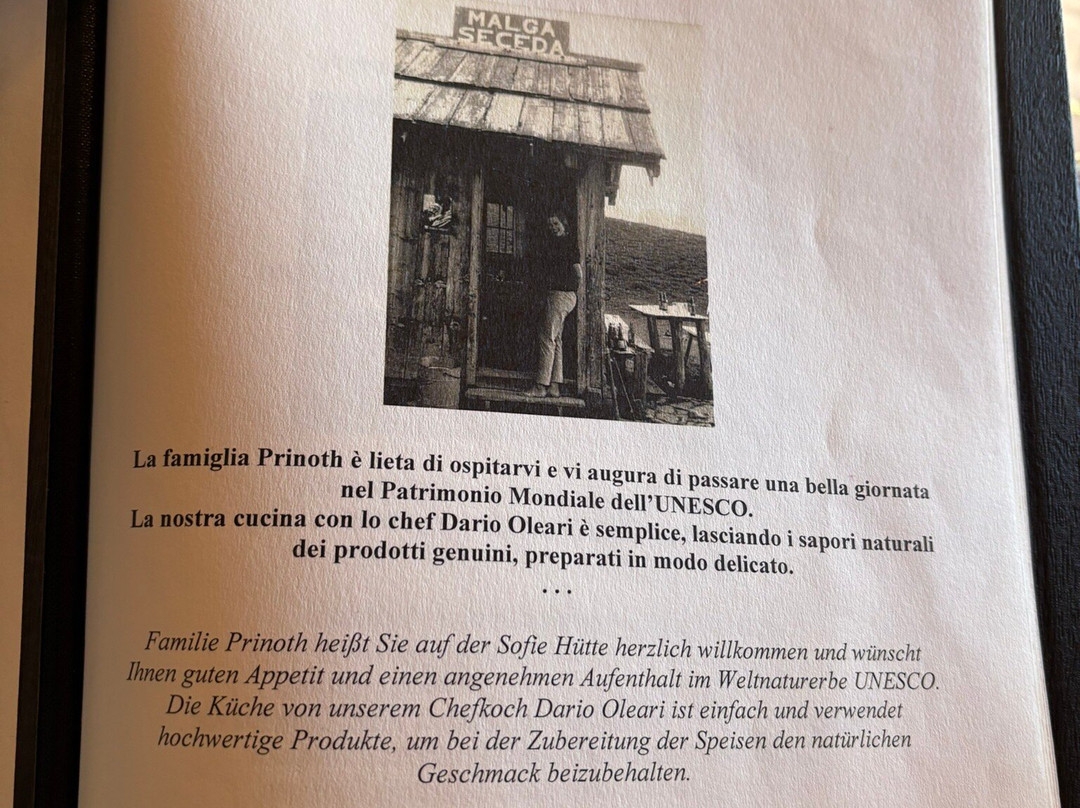 MALGA
SECEDA
La famiglia Prinoth è lieta di ospitarvi e vi augura di passare una bella giornata
nel Patrimonio Mondiale dell’UNESCO.
La nostra cucina con lo chef Dario Oleari è semplice, lasciando i sapori naturali
dei prodotti genuini, preparati in modo delicato.
...
Familie Prinoth heißt Sie auf der Sofie Hütte herzlich willkommen und wünscht
Ihnen guten Appetit und einen angenehmen Aufenthalt im Weltnaturerbe UNESCO.
Die Küche von unserem Chefkoch Dario Oleari ist einfach und verwendet
hochwertige Produkte, um bei der Zubereitung der Speisen den natürlichen
Geschmack beizubehalten.